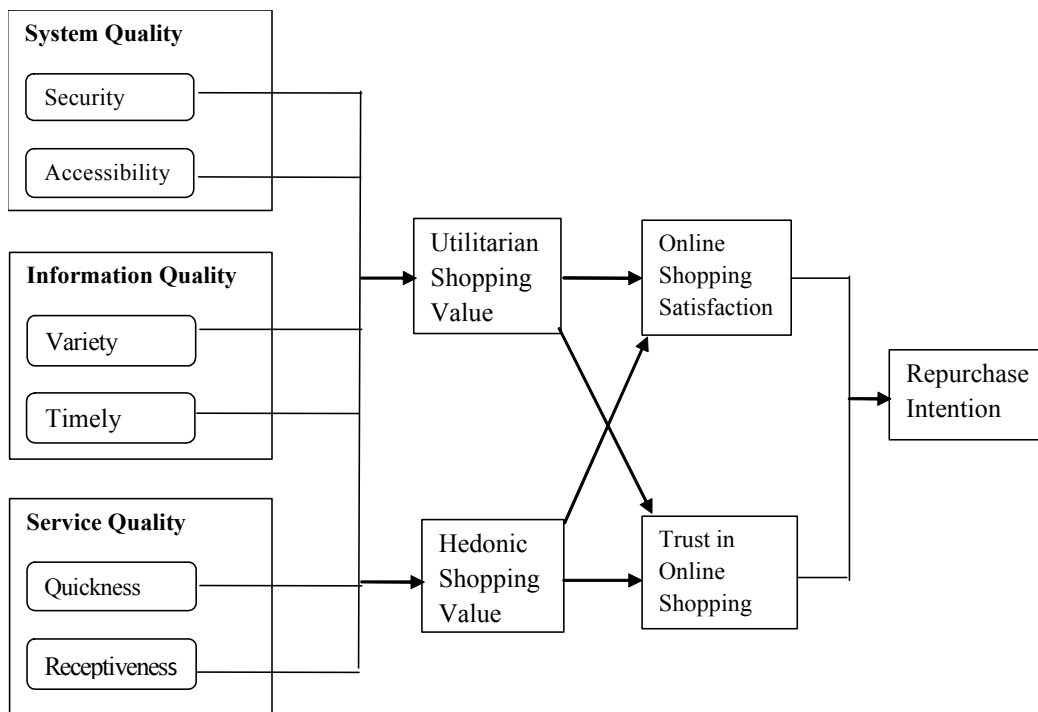 System Quality
Security
Accessibility
Information Quality
Variety
Timely
Service Quality
Quickness
Receptiveness
Utilitarian
Shopping
Value
Hedonic
Shopping
Value
Online
Shopping
Satisfaction
Trust in
Online
Shopping
Repurchase
Intention